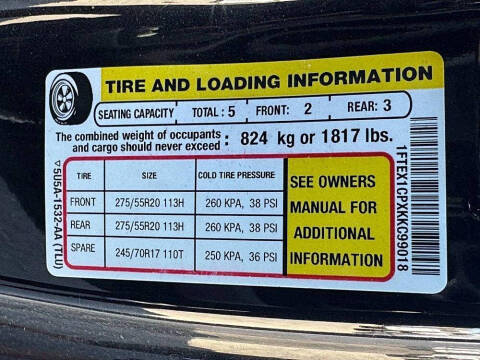 TIRE AND LOADING INFORMATION
SEATING CAPACITY TOTAL : 5 FRONT: 2 REAR: 3
The combined weight of occupants
and cargo should never exceed : 824 kg or 1817 lbs.
TIRE SIZE COLD TIRE PRESSURE
FRONT 275/55R20 113H 260 KPA, 38 PSI
REAR 275/55R20 113H 260 KPA, 38 PSI
SPARE 245/70R17 110T 250 KPA, 36 PSI
SEE OWNERS
MANUAL FOR
ADDITIONAL
INFORMATION
▽5U5A-1532-AA (TLU)
1FTEX1CPXKKC99018